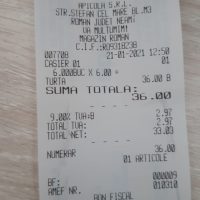 APICOLA S.R.L.
STR.STEFAN CEL MARE BL.M3
ROMAN JUDET NEAMT
VA MULTUMIM!
MAGAZIN ROMAN
C.I.F.:RO9318238
007708 21-01-2021 12:50
CASIER 01 01
6.000BUC X 6.00 =
TURTA 36.00 B
SUMA TOTALA:
36.00
9.00% TVA-B 2.97
TOTAL TVA: 2.97
TOTAL NET: 33.03
NUMERAR 36.00
01 ARTICOLE
BF: 000009
AMEF NR. 010310
BON FISCAL